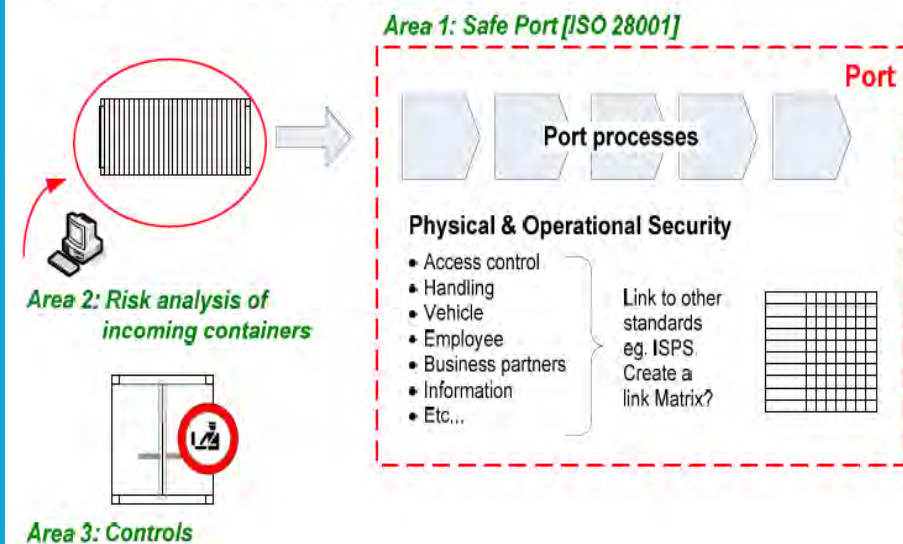 Area 1: Safe Port [ISO 28001]
Port
Port processes
Physical & Operational Security
• Access control
• Handling
• Vehicle
• Employee
• Business partners
• Information
• Etc...
Link to other
standards
eg. ISPS.
Create a
link Matrix?
Area 2: Risk analysis of
incoming containers
Area 3: Controls